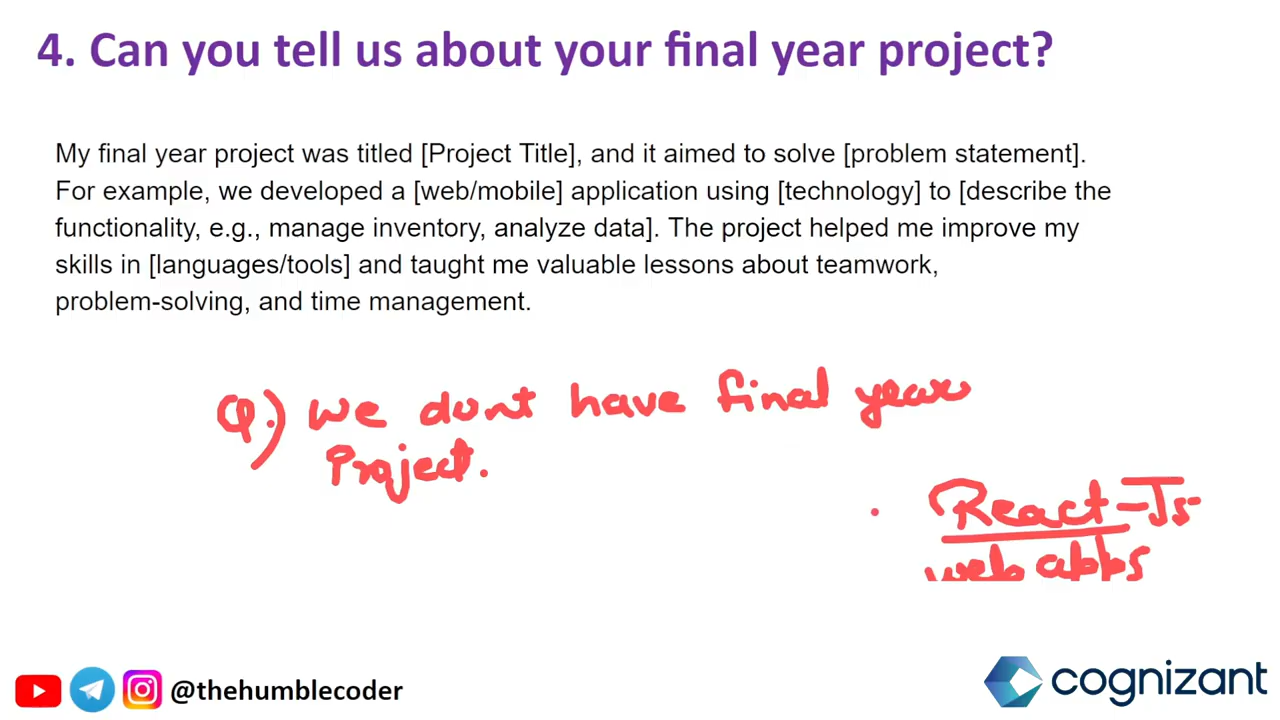 4. Can you tell us about your final year project?
My final year project was titled [Project Title], and it aimed to solve [problem statement].
For example, we developed a [web/mobile] application using [technology] to [describe the
functionality, e.g., manage inventory, analyze data]. The project helped me improve my
skills in [languages/tools] and taught me valuable lessons about teamwork,
problem-solving, and time management.
Q.) we dont have final year
Project.
React-Js
web apps
@thehumblecoder
cognizant